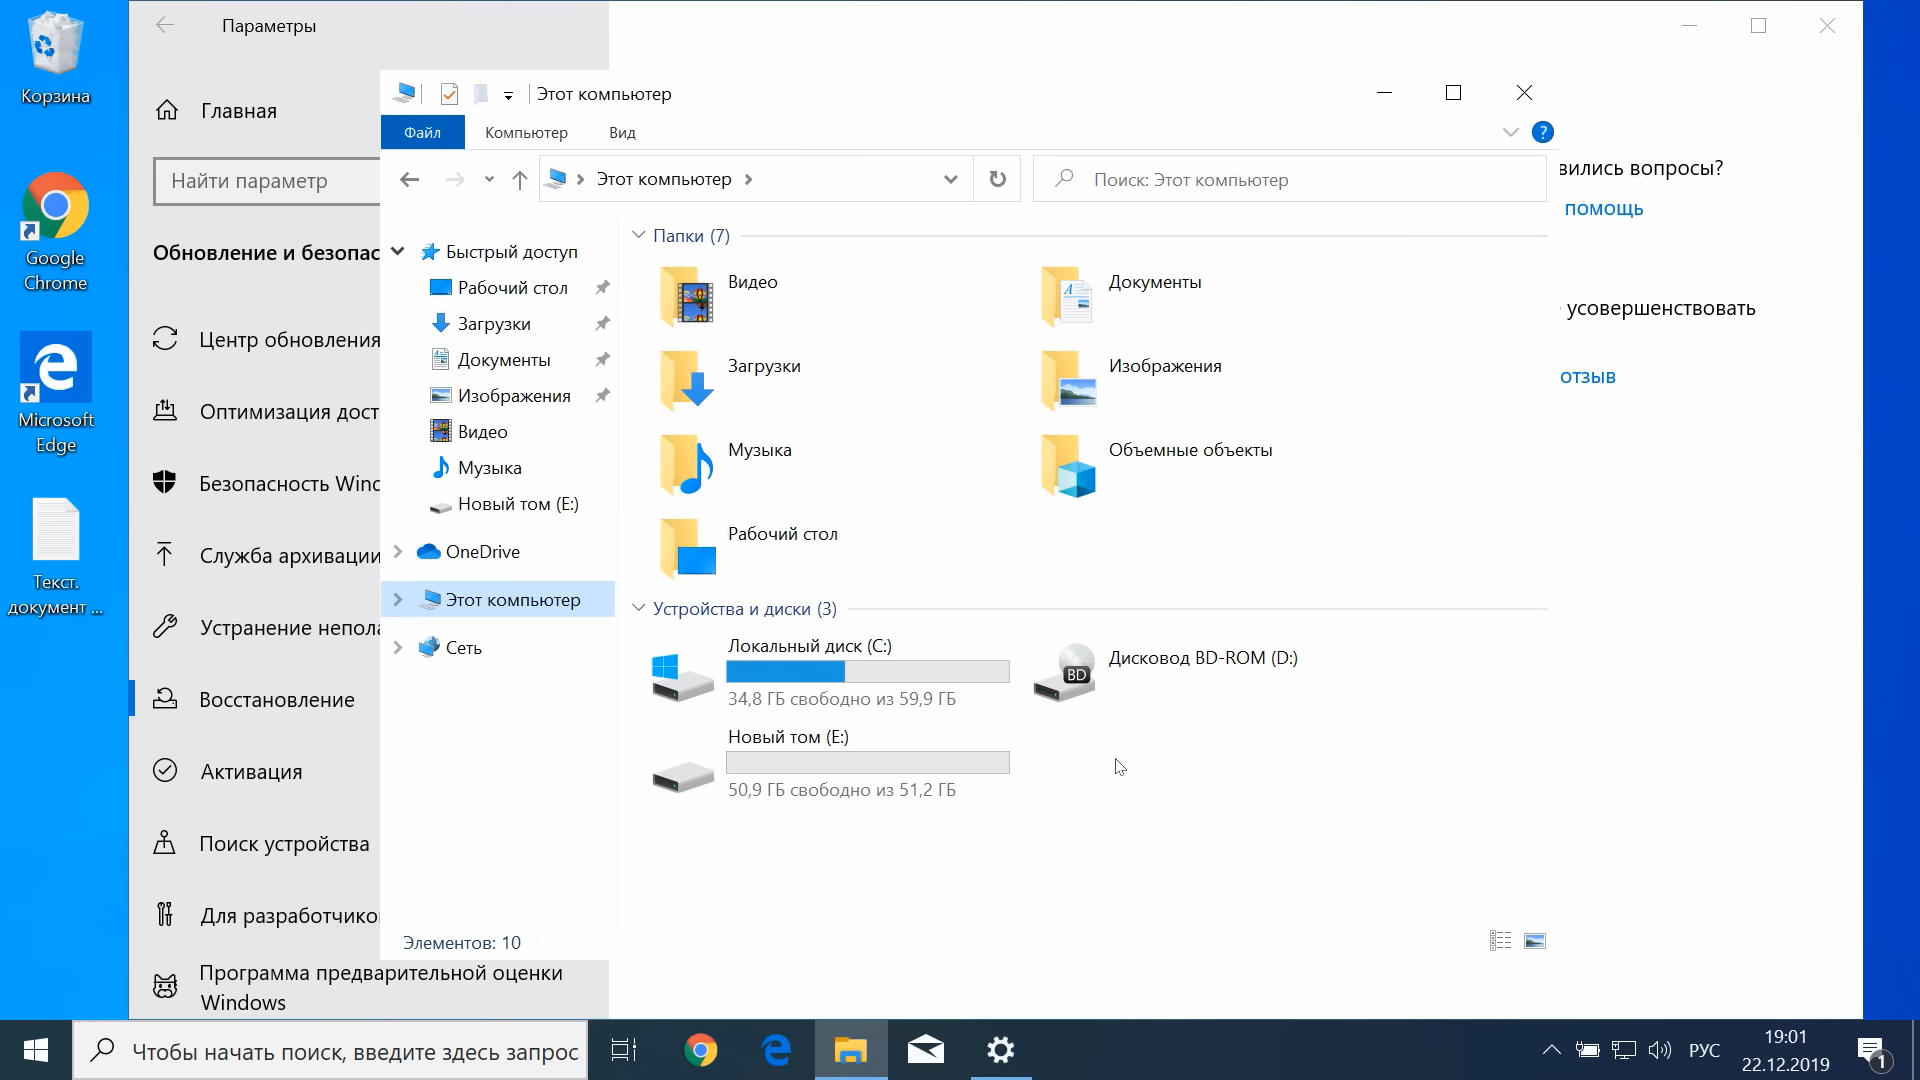 Корзина
Google
Chrome
Microsoft
Edge
Текст.
документ ...
Параметры
Главная
Найти параметр
Обновление и безопас
Центр обновления
Оптимизация дост
Безопасность Wind
Служба архивации
Устранение непола
Восстановление
Активация
Поиск устройства
Для разработчико
Программа предварительной оценки
Windows
Этот компьютер
Файл
Компьютер
Вид
?
Этот компьютер
Поиск: Этот компьютер
Быстрый доступ
Рабочий стол
Загрузки
Документы
Изображения
Видео
Музыка
Новый том (E:)
OneDrive
Этот компьютер
Сеть
Папки (7)
Видео
Документы
Загрузки
Изображения
Музыка
Объемные объекты
Рабочий стол
Устройства и диски (3)
Локальный диск (C:)
34,8 ГБ свободно из 59,9 ГБ
BD
Дисковод BD-ROM (D:)
Новый том (E:)
50,9 ГБ свободно из 51,2 ГБ
Элементов: 10
вились вопросы?
помощь
усовершенствовать
отзыв
Чтобы начать поиск, введите здесь запрос
РУС
19:01
22.12.2019
1